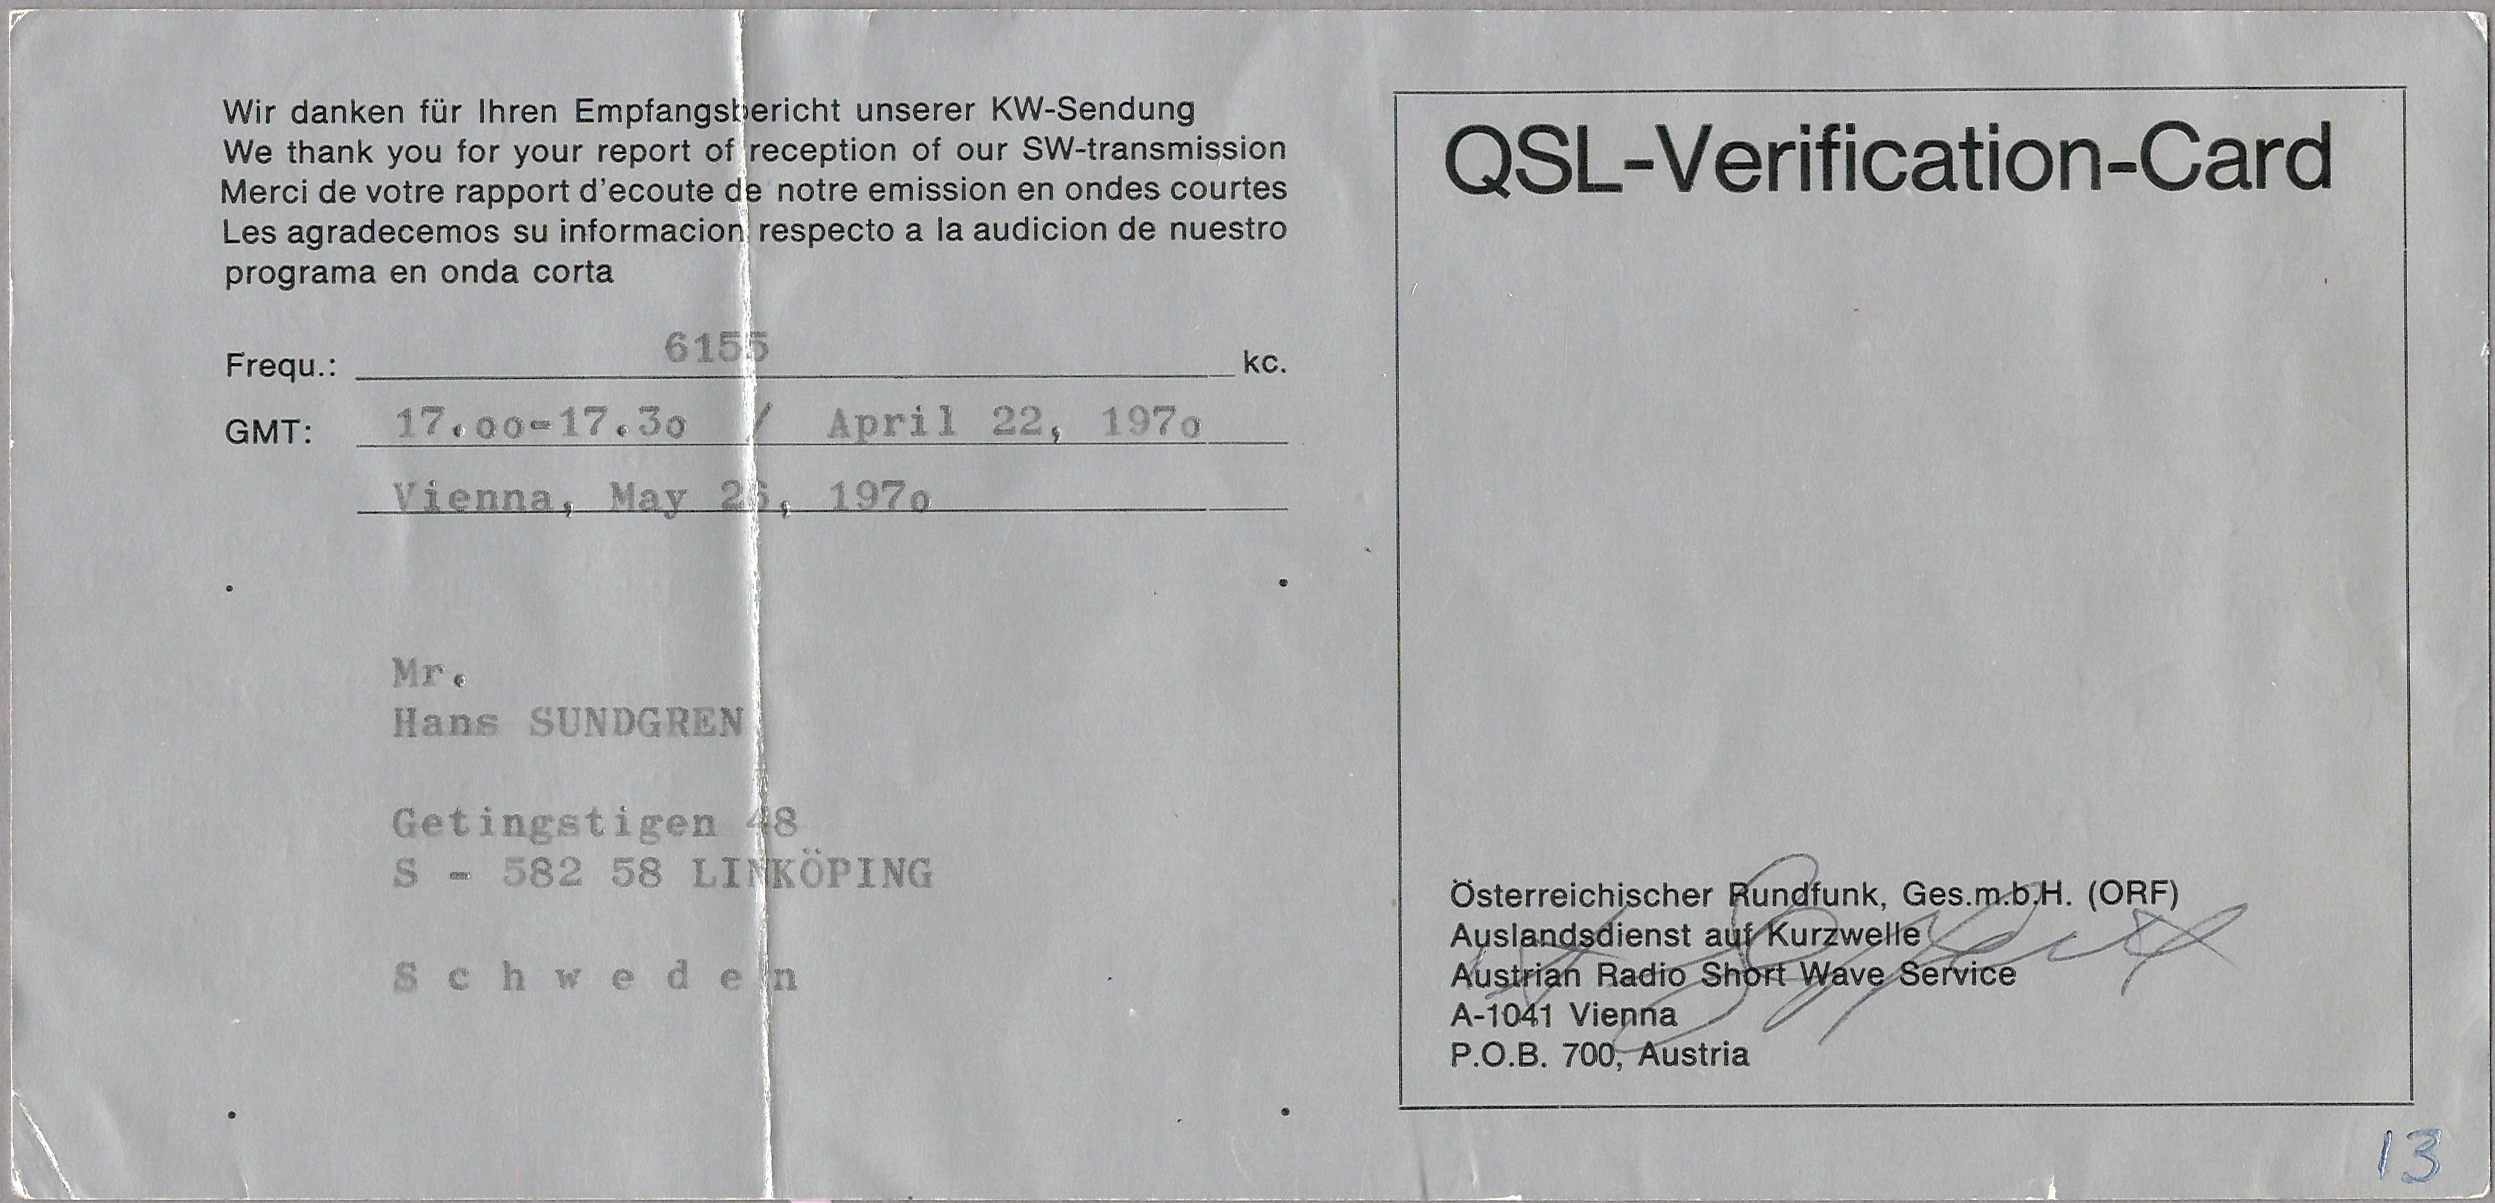 Wir danken für Ihren Empfangsbericht unserer KW-Sendung
We thank you for your report of reception of our SW-transmission
Merci de votre rapport d'ecoute de notre emission en ondes courtes
Les agradecemos su informacion respecto a la audicion de nuestro
programa en onda corta
Frequ.: 6155 kc.
GMT: 17.oo-17.3o / April 22, 197o
Vienna, May 26, 197o
Mr.
Hans SUNDGREN
Getingstigen 48
S - 582 58 LINKÖPING
S c h w e d e n
QSL-Verification-Card
Österreichischer Rundfunk, Ges.m.b.H. (ORF)
Auslandsdienst auf Kurzwelle
Austrian Radio Short Wave Service
A-1041 Vienna
P.O.B. 700, Austria
13